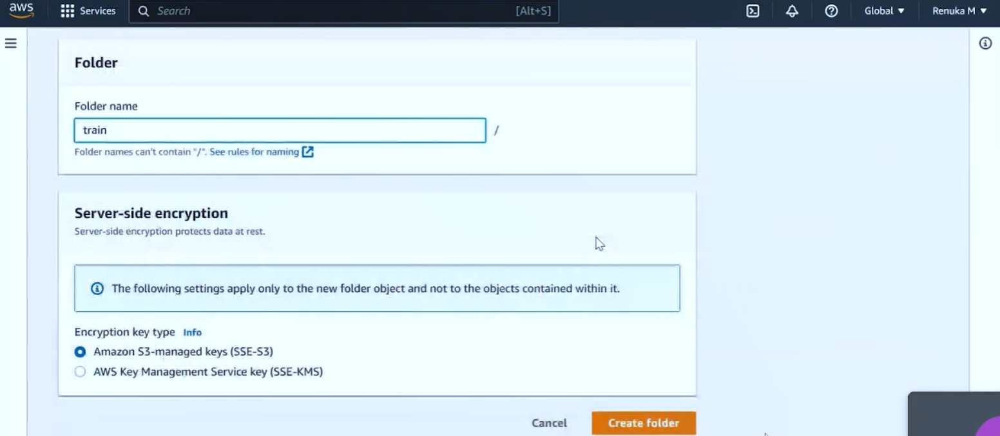 aws Services Search [Alt+S] Global Renuka M
Folder
Folder name
train /
Folder names can't contain "/". See rules for naming
Server-side encryption
Server-side encryption protects data at rest.
The following settings apply only to the new folder object and not to the objects contained within it.
Encryption key type Info
Amazon S3-managed keys (SSE-S3)
AWS Key Management Service key (SSE-KMS)
Cancel Create folder